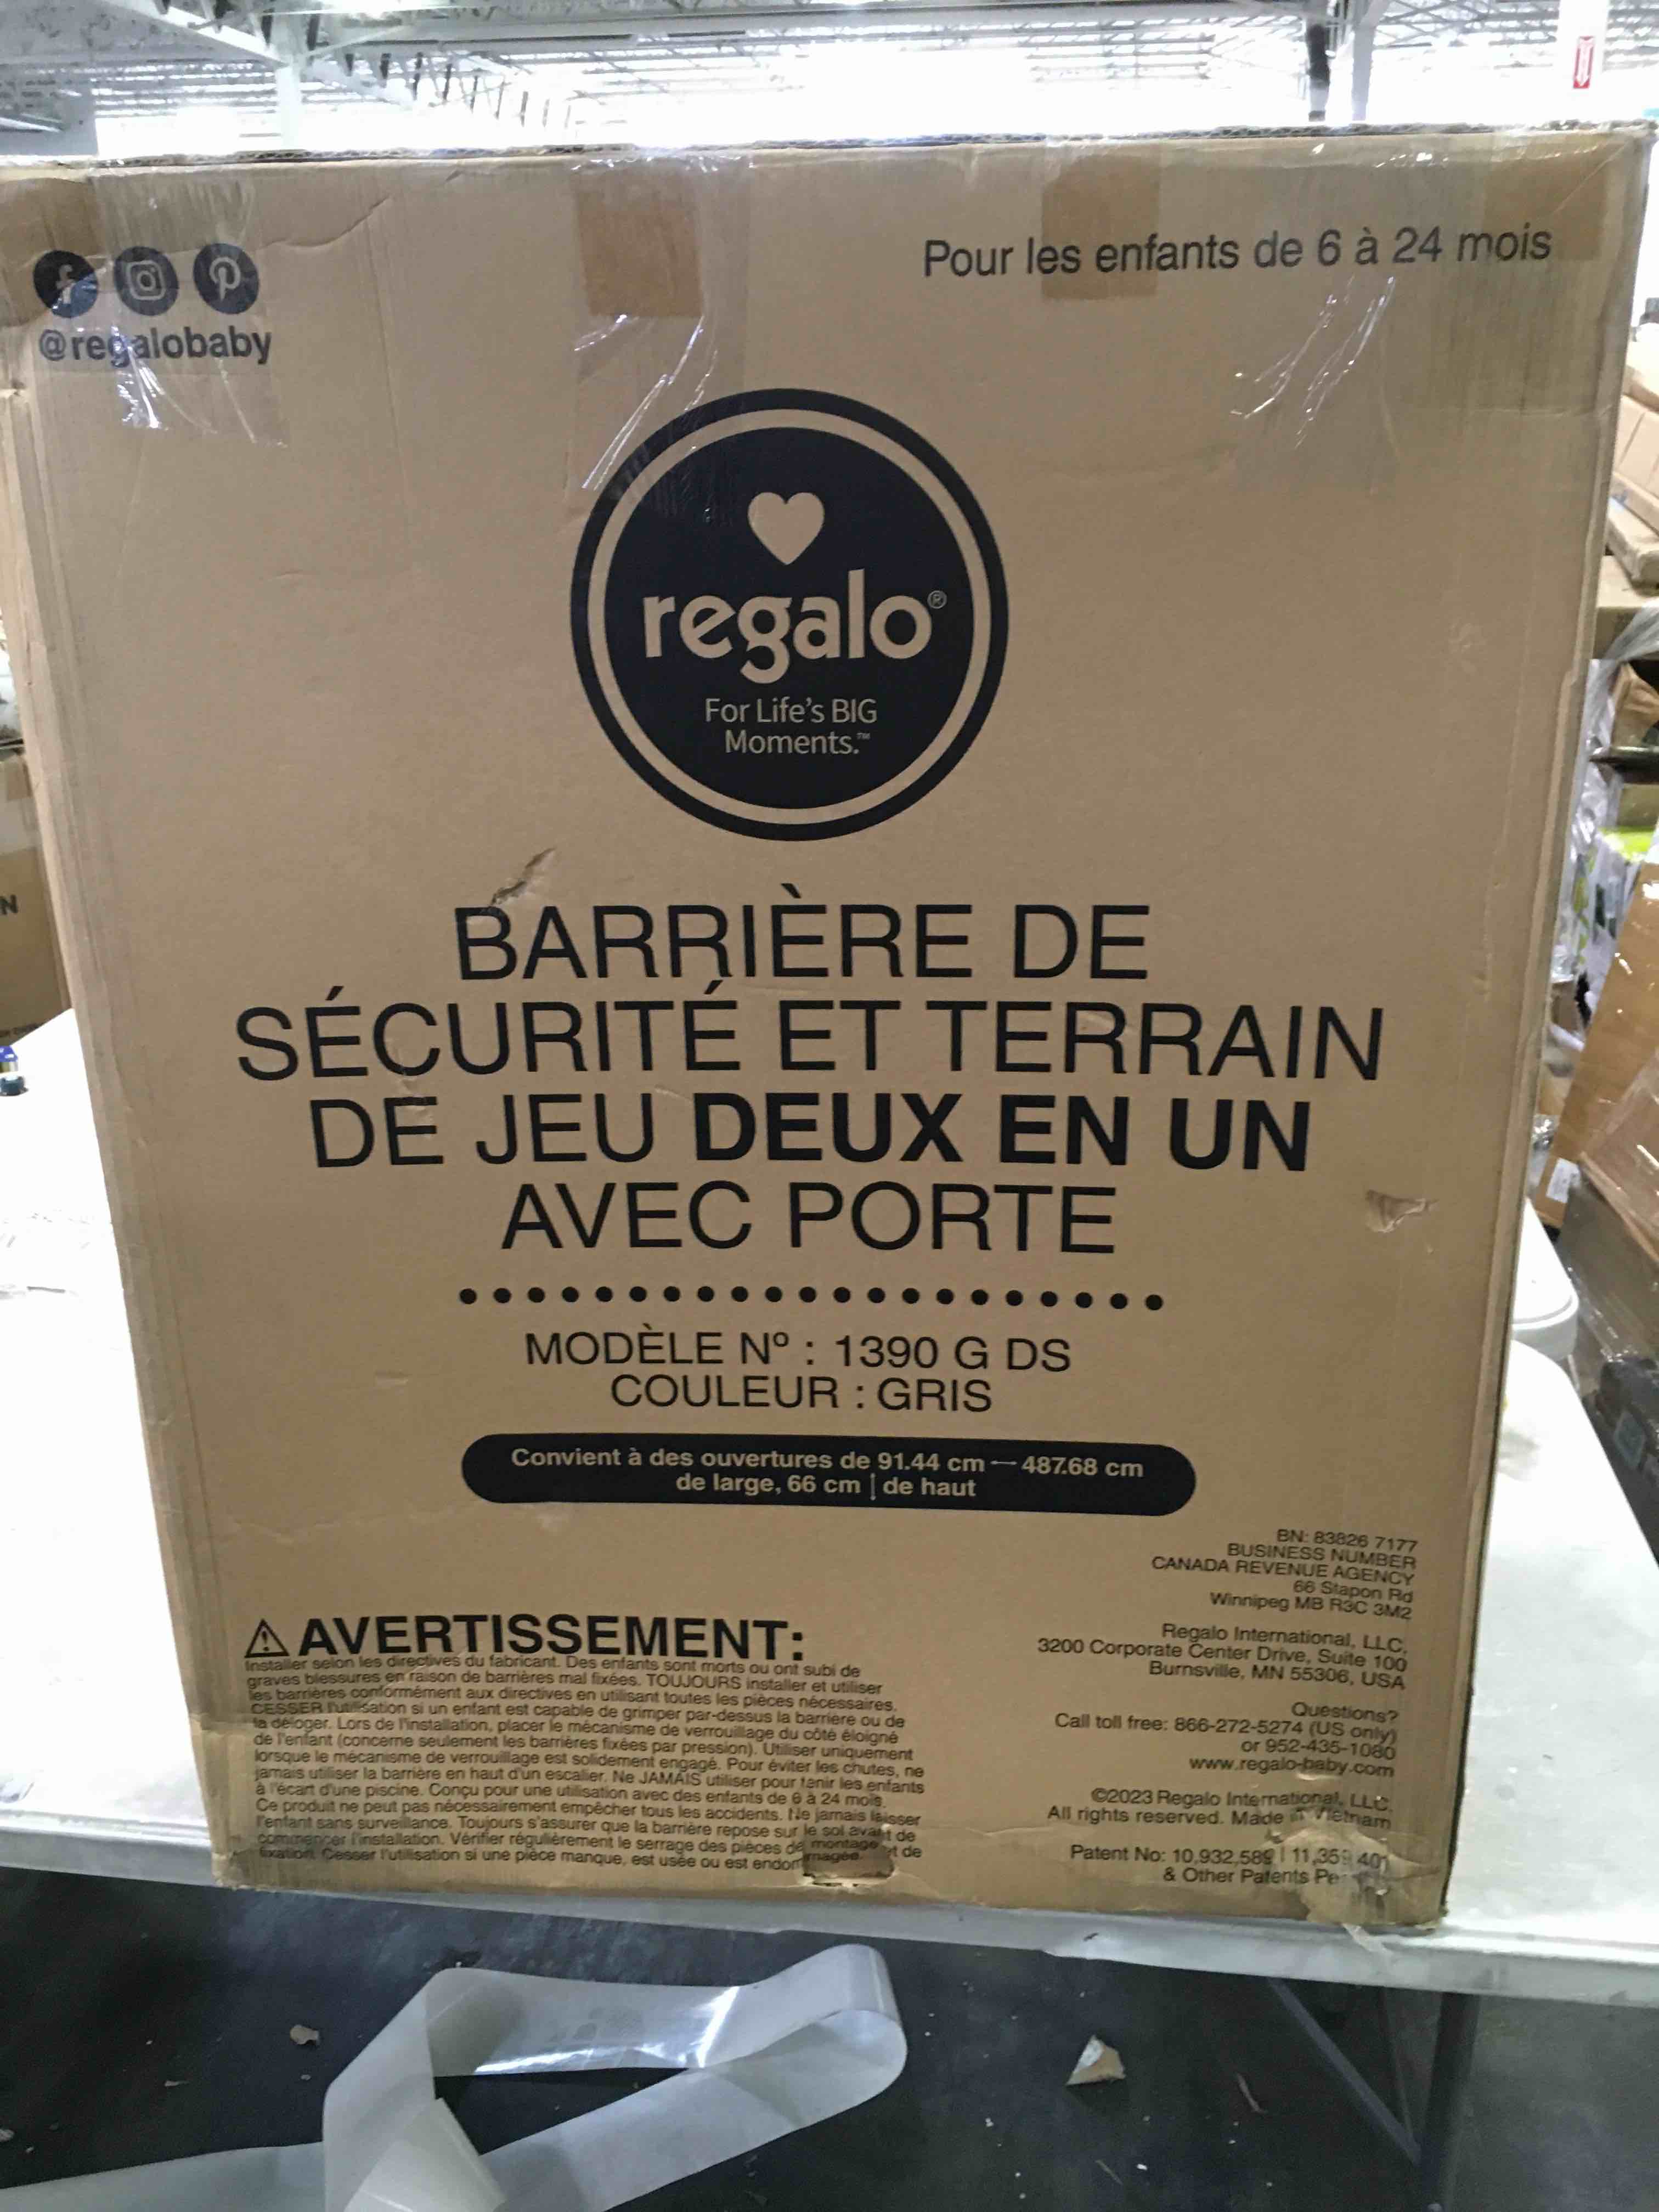 @regalobaby
Pour les enfants de 6 à 24 mois
regalo®
For Life's BIG
Moments.™
BARRIÈRE DE
SÉCURITÉ ET TERRAIN
DE JEU DEUX EN UN
AVEC PORTE
MODÈLE Nº : 1390 G DS
COULEUR : GRIS
Convient à des ouvertures de 91.44 cm — 487.68 cm
de large, 66 cm | de haut
BN: 83826 7177
BUSINESS NUMBER
CANADA REVENUE AGENCY
66 Stapon Rd
Winnipeg MB R3C 3M2
Regalo International, LLC.
3200 Corporate Center Drive, Suite 100
Burnsville, MN 55306, USA
Questions?
Call toll free: 866-272-5274 (US only)
or 952-435-1080
www.regalo-baby.com
©2023 Regalo International, LLC.
All rights reserved. Made in Vietnam
Patent No: 10,932,589 | 11,359,401
& Other Patents
⚠ AVERTISSEMENT:
Installer selon les directives du fabricant. Des enfants sont morts ou ont subi de
graves blessures en raison de barrières mal fixées. TOUJOURS installer et utiliser
les barrières conformément aux directives en utilisant toutes les pièces nécessaires.
CESSER l'utilisation si un enfant est capable de grimper par-dessus la barrière ou de
la déloger. Lors de l'installation, placer le mécanisme de verrouillage du côté éloigné
de l'enfant (concerne seulement les barrières fixées par pression). Utiliser uniquement
lorsque le mécanisme de verrouillage est solidement engagé. Pour éviter les chutes, ne
jamais utiliser la barrière en haut d'un escalier. Ne JAMAIS utiliser pour tenir les enfants
à l'écart d'une piscine. Conçu pour une utilisation avec des enfants de 6 à 24 mois.
Ce produit ne peut pas nécessairement empêcher tous les accidents. Ne jamais laisser
l'enfant sans surveillance. Toujours s'assurer que la barrière repose sur le sol avant de
commencer l'installation. Vérifier régulièrement le serrage des pièces de montage et de
fixation. Cesser l'utilisation si une pièce manque, est usée ou est endommagée.
N